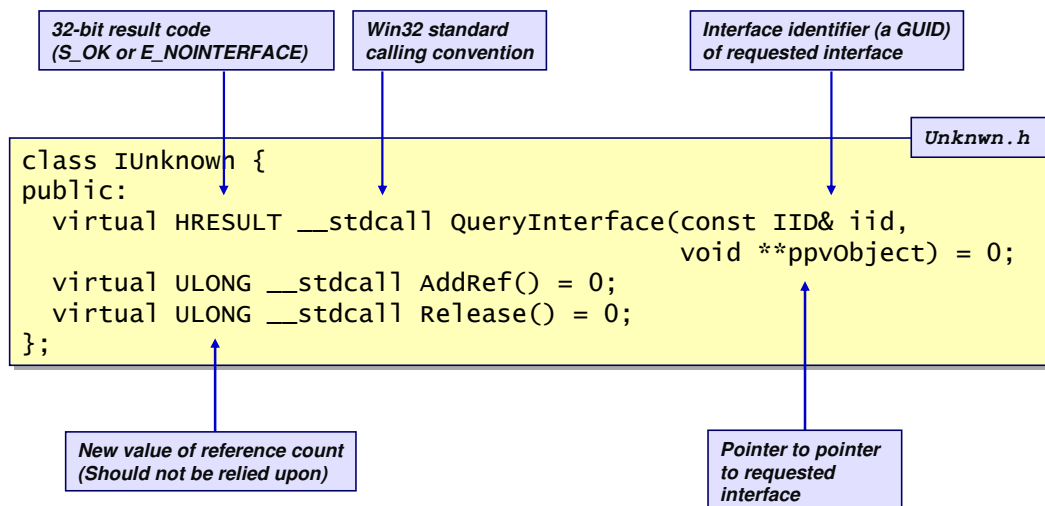 32-bit result code
(S_OK or E_NOINTERFACE)
Win32 standard
calling convention
Interface identifier (a GUID)
of requested interface
Unknwn.h
class IUnknown {
public:
virtual HRESULT __stdcall QueryInterface(const IID& iid,
void **ppvObject) = 0;
virtual ULONG __stdcall AddRef() = 0;
virtual ULONG __stdcall Release() = 0;
};
New value of reference count
(Should not be relied upon)
Pointer to pointer
to requested
interface